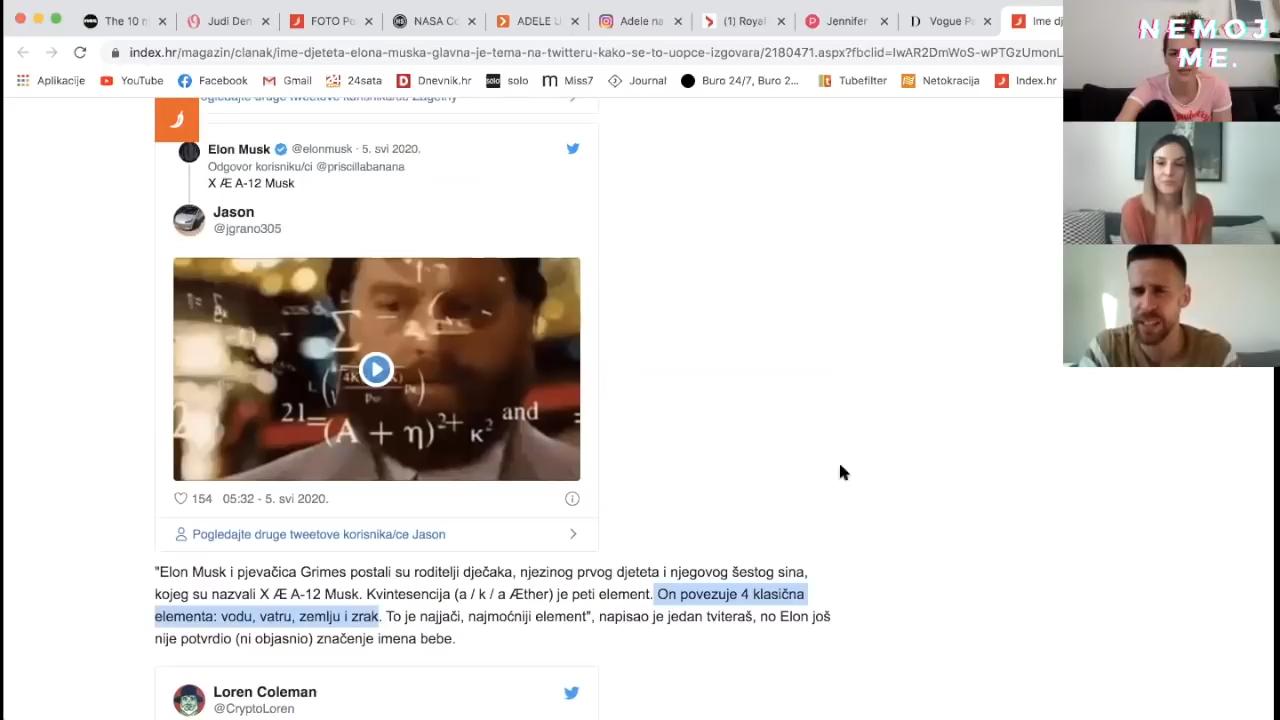 The 10 m
Judi Den
FOTO Po
NASA Co
ADELE U
Adele na
(1) Royal
Jennifer
Vogue Pa
Ime dj
NEMOJ
ME.
index.hr/magazin/clanak/ime-djeteta-elona-muska-glavna-je-tema-na-twitteru-kako-se-to-uopce-izgovara/2180471.aspx?fbclid=IwAR2DmWoS-wPTGzUmonL
Aplikacije
YouTube
Facebook
Gmail
24sata
Dnevnik.hr
solo
Miss7
Journal
Buro 24/7, Buro 2...
Tubefilter
Netokracija
Index.hr
Elon Musk @elonmusk · 5. svi 2020.
Odgovor korisniku/ci @priscillabanana
X Æ A-12 Musk
Jason
@jgrano305
21=
(A + η)²⁺ κ² and
154 05:32 - 5. svi 2020.
Pogledajte druge tweetove korisnika/ce Jason
"Elon Musk i pjevačica Grimes postali su roditelji dječaka, njezinog prvog djeteta i njegovog šestog sina,
kojeg su nazvali X Æ A-12 Musk. Kvintesencija (a / k / a Æther) je peti element. On povezuje 4 klasična
elementa: vodu, vatru, zemlju i zrak. To je najjači, najmoćniji element", napisao je jedan tviteraš, no Elon još
nije potvrdio (ni objasnio) značenje imena bebe.
Loren Coleman
@CryptoLoren